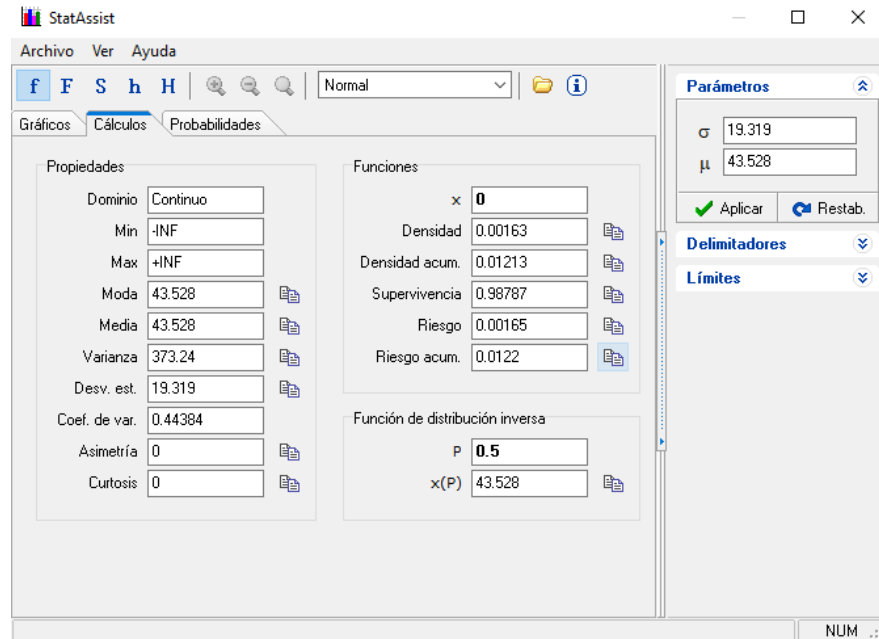 StatAssist
Archivo Ver Ayuda
f F S h H Normal
Gráficos Cálculos Probabilidades
Propiedades
Dominio Continuo
Min -INF
Max +INF
Moda 43.528
Media 43.528
Varianza 373.24
Desv. est. 19.319
Coef. de var. 0.44384
Asimetría 0
Curtosis 0
Funciones
x 0
Densidad 0.00163
Densidad acum. 0.01213
Supervivencia 0.98787
Riesgo 0.00165
Riesgo acum. 0.0122
Función de distribución inversa
P 0.5
x(P) 43.528
Parámetros
σ 19.319
μ 43.528
Aplicar Restab.
Delimitadores
Límites
NUM